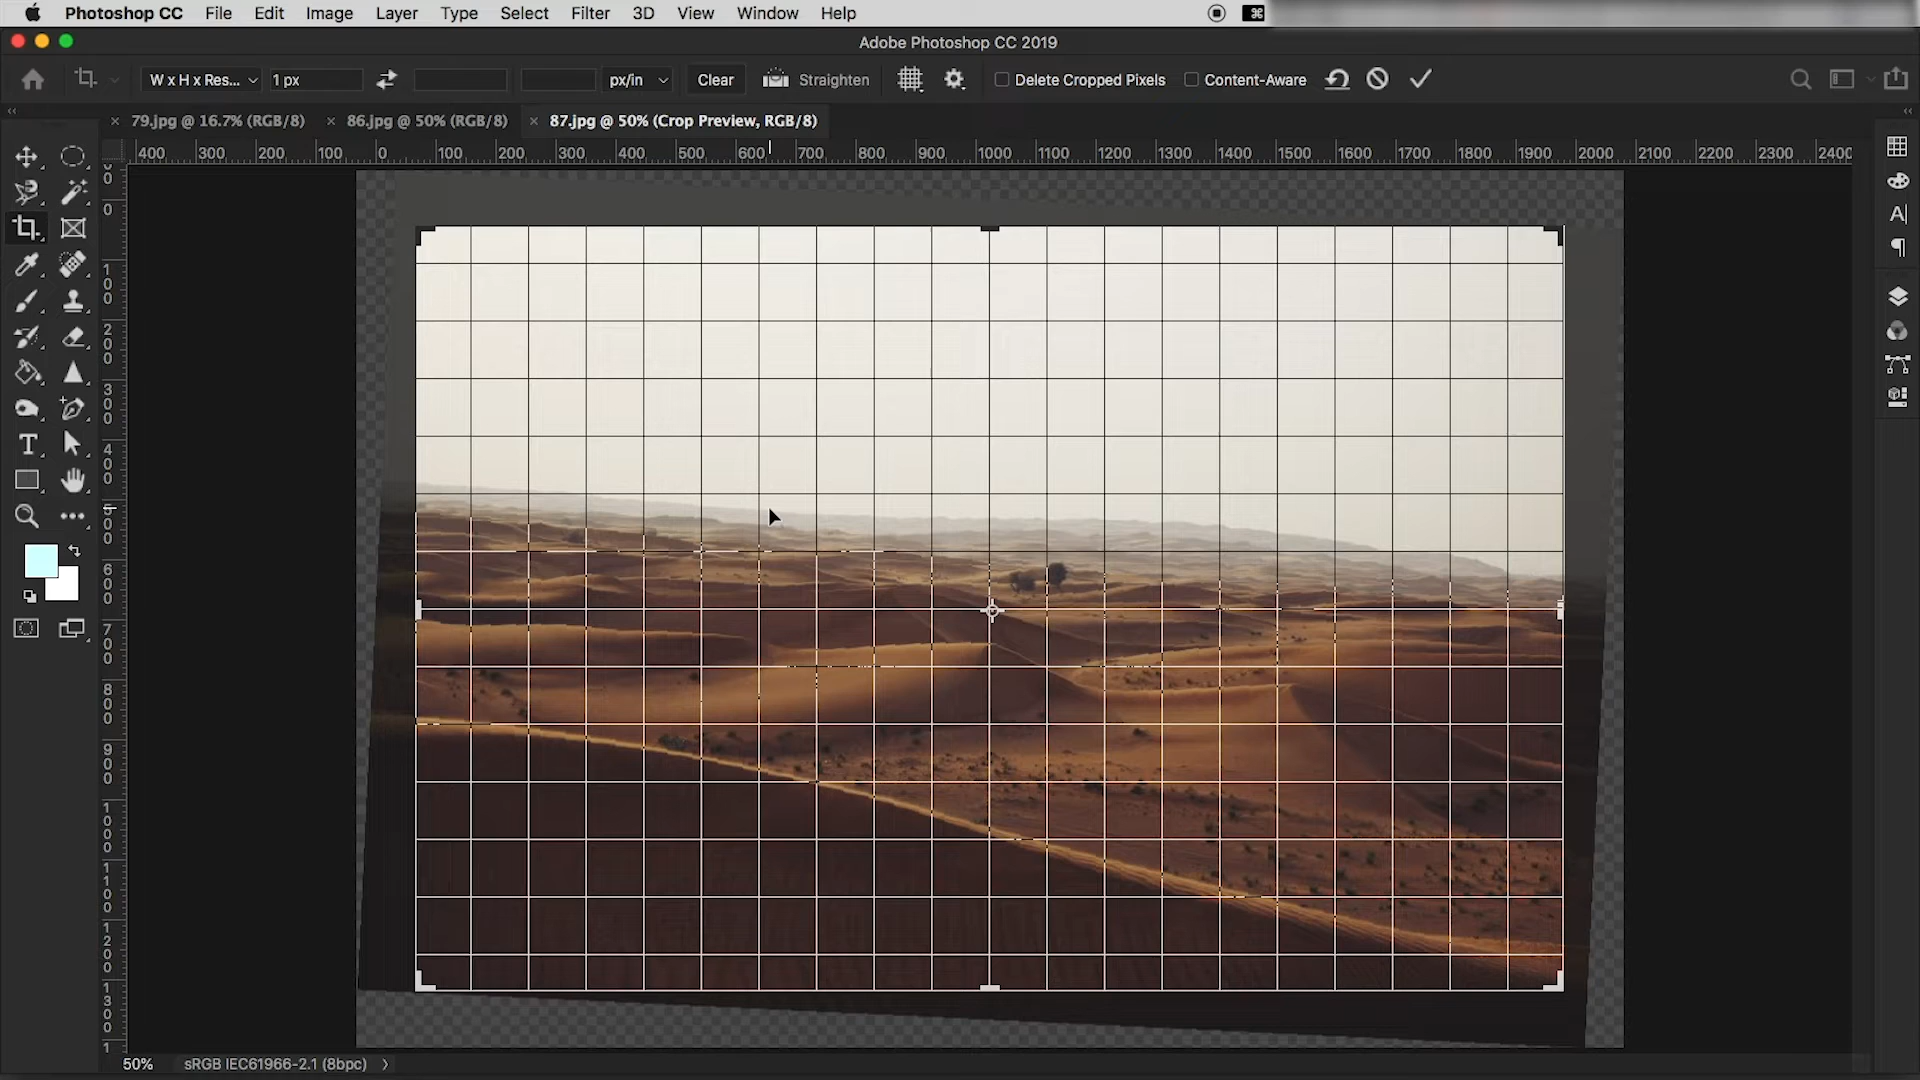 Photoshop CC File Edit Image Layer Type Select Filter 3D View Window Help
Adobe Photoshop CC 2019
W x H x Res... 1 px px/in Clear Straighten Delete Cropped Pixels Content-Aware
79.jpg @ 16.7% (RGB/8) 86.jpg @ 50% (RGB/8) 87.jpg @ 50% (Crop Preview, RGB/8)
400 300 200 100 0 100 200 300 400 500 600 700 800 900 1000 1100 1200 1300 1400 1500 1600 1700 1800 1900 2000 2100 2200 2300 2400
0
0
100
200
300
400
500
600
700
800
900
1000
1100
1200
1300
1
50% sRGB IEC61966-2.1 (8bpc)